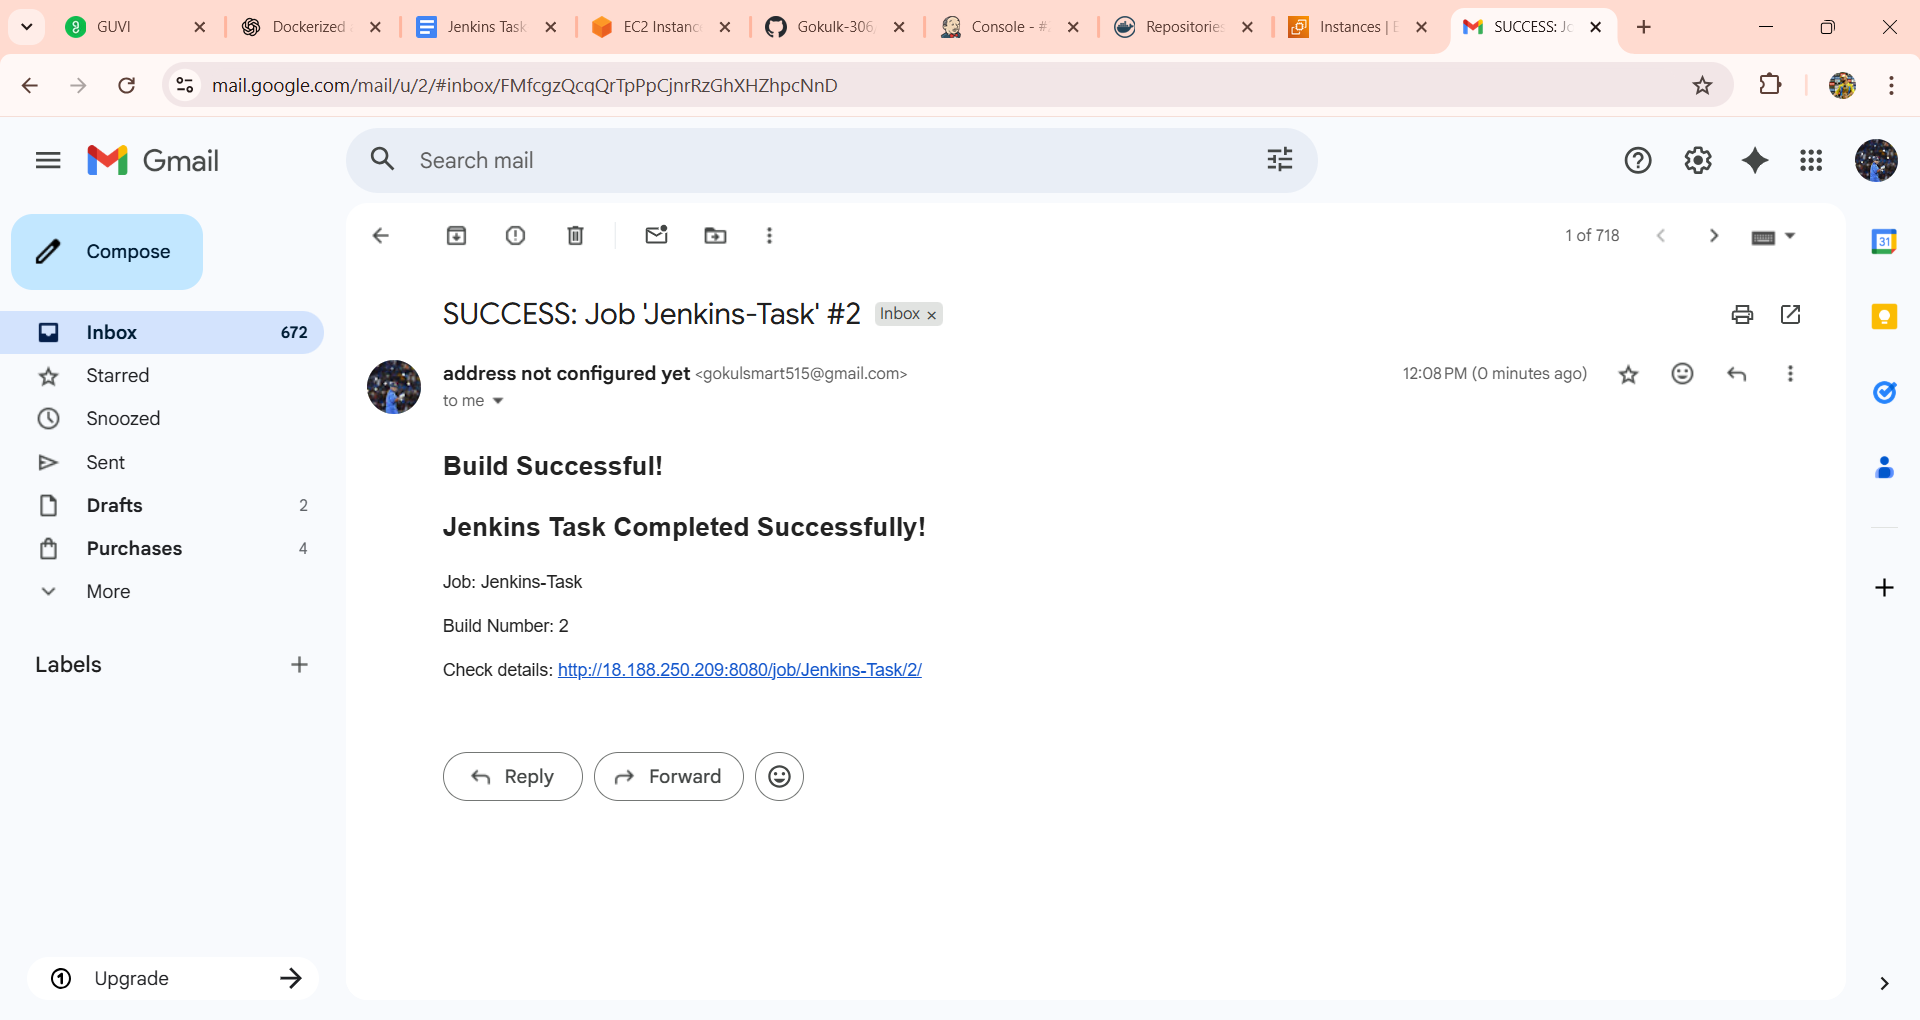 GUVI
Dockerized
Jenkins Task
EC2 Instanc
Gokulk-306/
Console - #
Repositories
Instances | E
SUCCESS: Jo
mail.google.com/mail/u/2/#inbox/FMfcgzQcqQrTpPpCjnrRzGhXHZhpcNnD
Gmail
Search mail
Compose
1 of 718
31
SUCCESS: Job 'Jenkins-Task' #2 Inbox
Inbox 672
Starred
Snoozed
Sent
Drafts 2
Purchases 4
More
Labels
Upgrade
address not configured yet <gokulsmart515@gmail.com>
12:08 PM (0 minutes ago)
to me
Build Successful!
Jenkins Task Completed Successfully!
Job: Jenkins-Task
Build Number: 2
Check details: http://18.188.250.209:8080/job/Jenkins-Task/2/
Reply
Forward